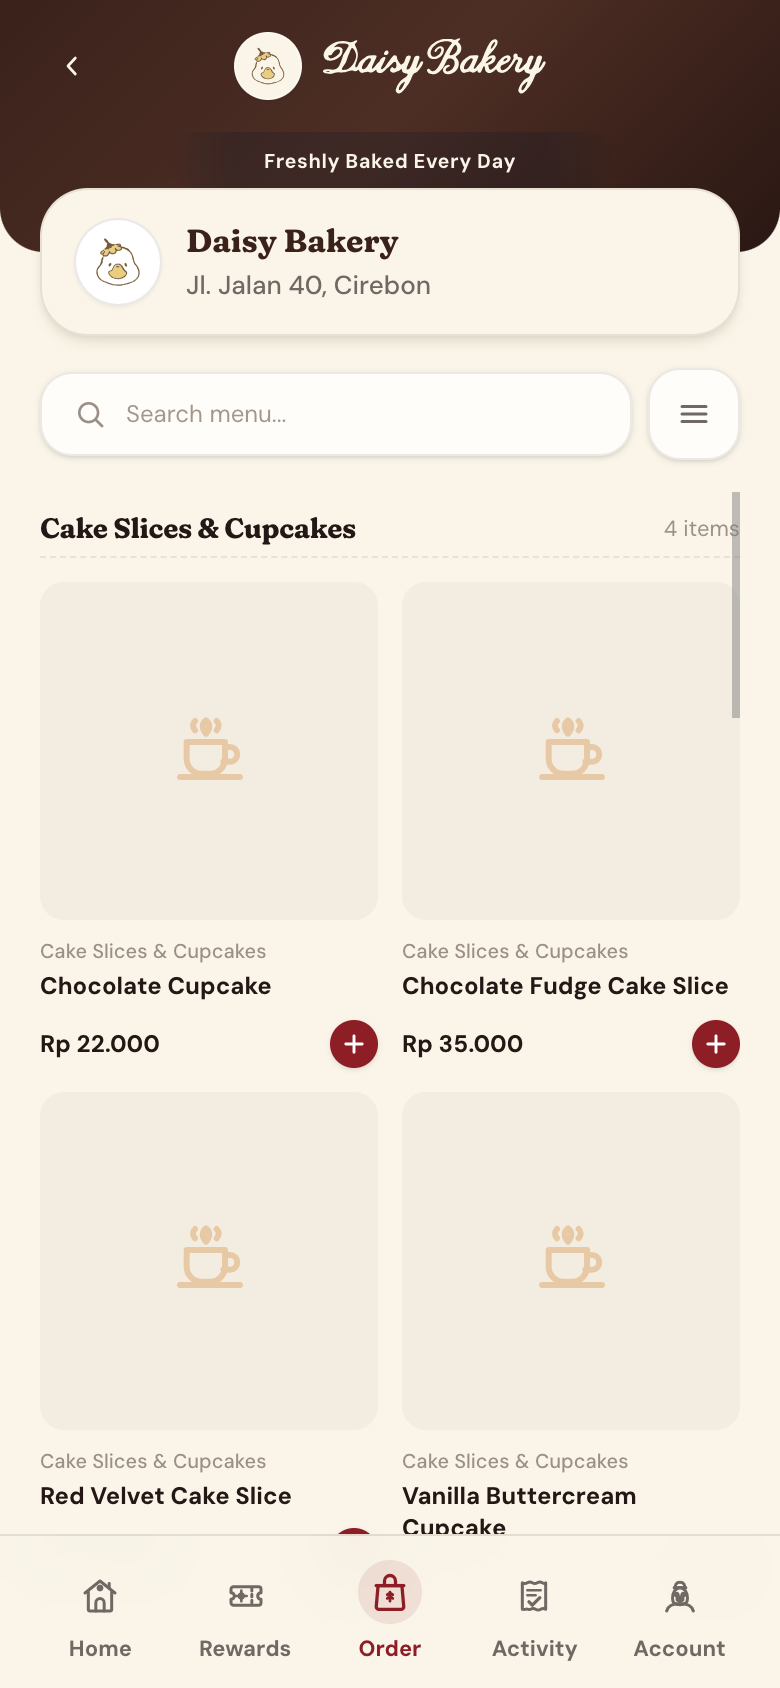 Daisy Bakery
Freshly Baked Every Day
Daisy Bakery
Jl. Jalan 40, Cirebon
Search menu...
Cake Slices & Cupcakes
4 items
Cake Slices & Cupcakes
Chocolate Cupcake
Rp 22.000
Cake Slices & Cupcakes
Chocolate Fudge Cake Slice
Rp 35.000
Cake Slices & Cupcakes
Red Velvet Cake Slice
Cake Slices & Cupcakes
Vanilla Buttercream
Cupcake
Home
Rewards
Order
Activity
Account